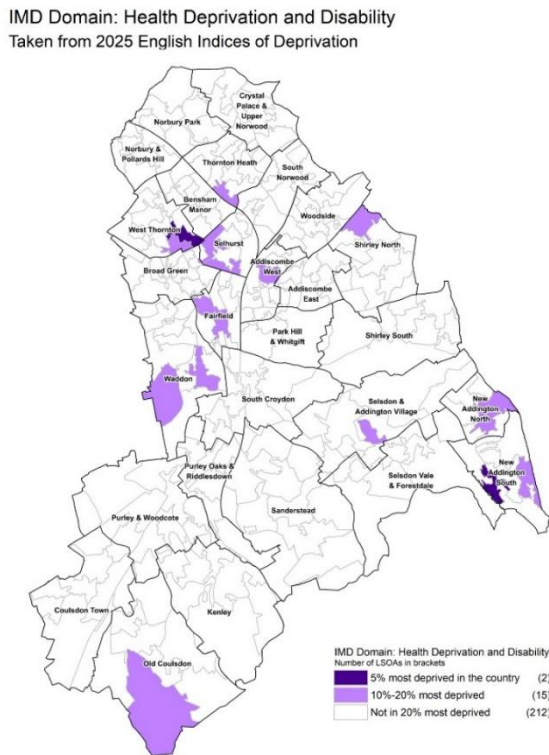 IMD Domain: Health Deprivation and Disability
Taken from 2025 English Indices of Deprivation
Crystal
Palace &
Upper
Norwood
Norbury Park
Norbury &
Pollards Hill
Thornton Heath
South
Norwood
Bensham
Manor
Woodside
West Thornton
Selhurst
Shirley North
Broad Green
Addiscombe
West
Addiscombe
East
Fairfield
Park Hill
& Whitgift
Shirley South
Waddon
South Croydon
Selsdon &
Addington Village
New
Addington
North
New
Addington
South
Purley Oaks &
Riddlesdown
Selsdon Vale
& Forestdale
Sanderstead
Purley & Woodcote
Coulsdon Town
Kenley
Old Coulsdon
IMD Domain: Health Deprivation and Disability
Number of LSOAs in brackets
5% most deprived in the country (2)
10%-20% most deprived (15)
Not in 20% most deprived (212)